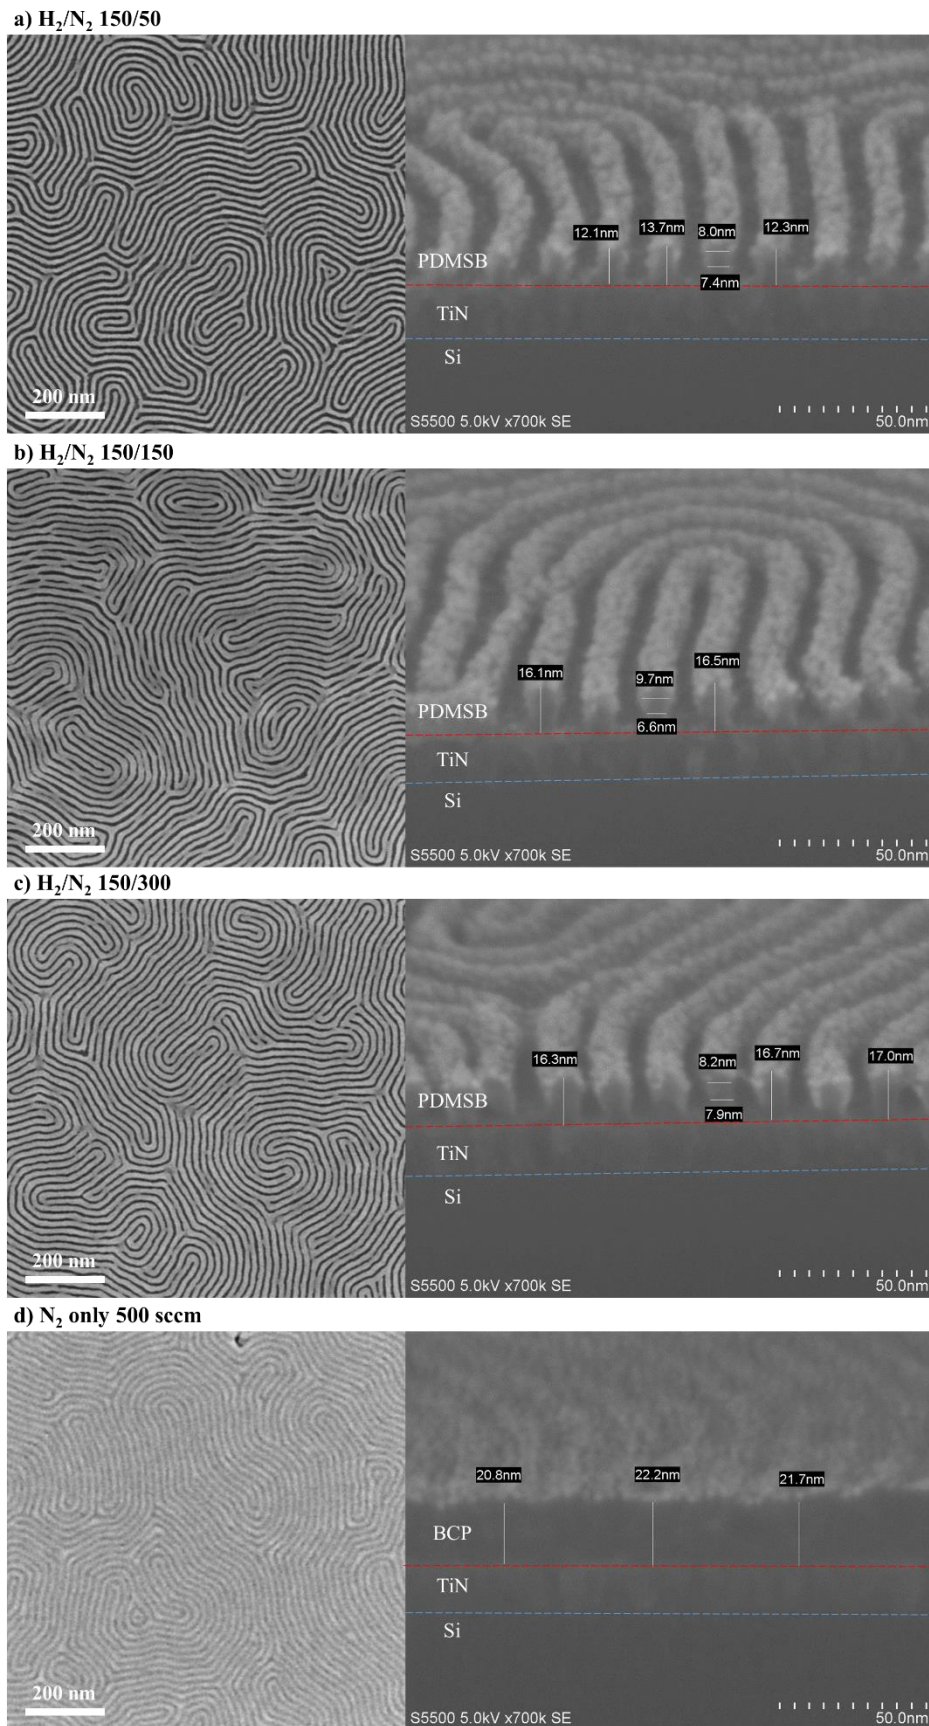 a) H₂/N₂ 150/50
12.1nm 13.7nm 8.0nm 12.3nm
PDMSB
7.4nm
TiN
Si
200 nm
S5500 5.0kV x700k SE 50.0nm
b) H₂/N₂ 150/150
16.1nm 9.7nm 16.5nm
PDMSB
6.6nm
TiN
Si
200 nm
S5500 5.0kV x700k SE 50.0nm
c) H₂/N₂ 150/300
16.3nm 8.2nm 16.7nm 17.0nm
PDMSB
7.9nm
TiN
Si
200 nm
S5500 5.0kV x700k SE 50.0nm
d) N₂ only 500 sccm
20.8nm 22.2nm 21.7nm
BCP
TiN
Si
200 nm
S5500 5.0kV x700k SE 50.0nm